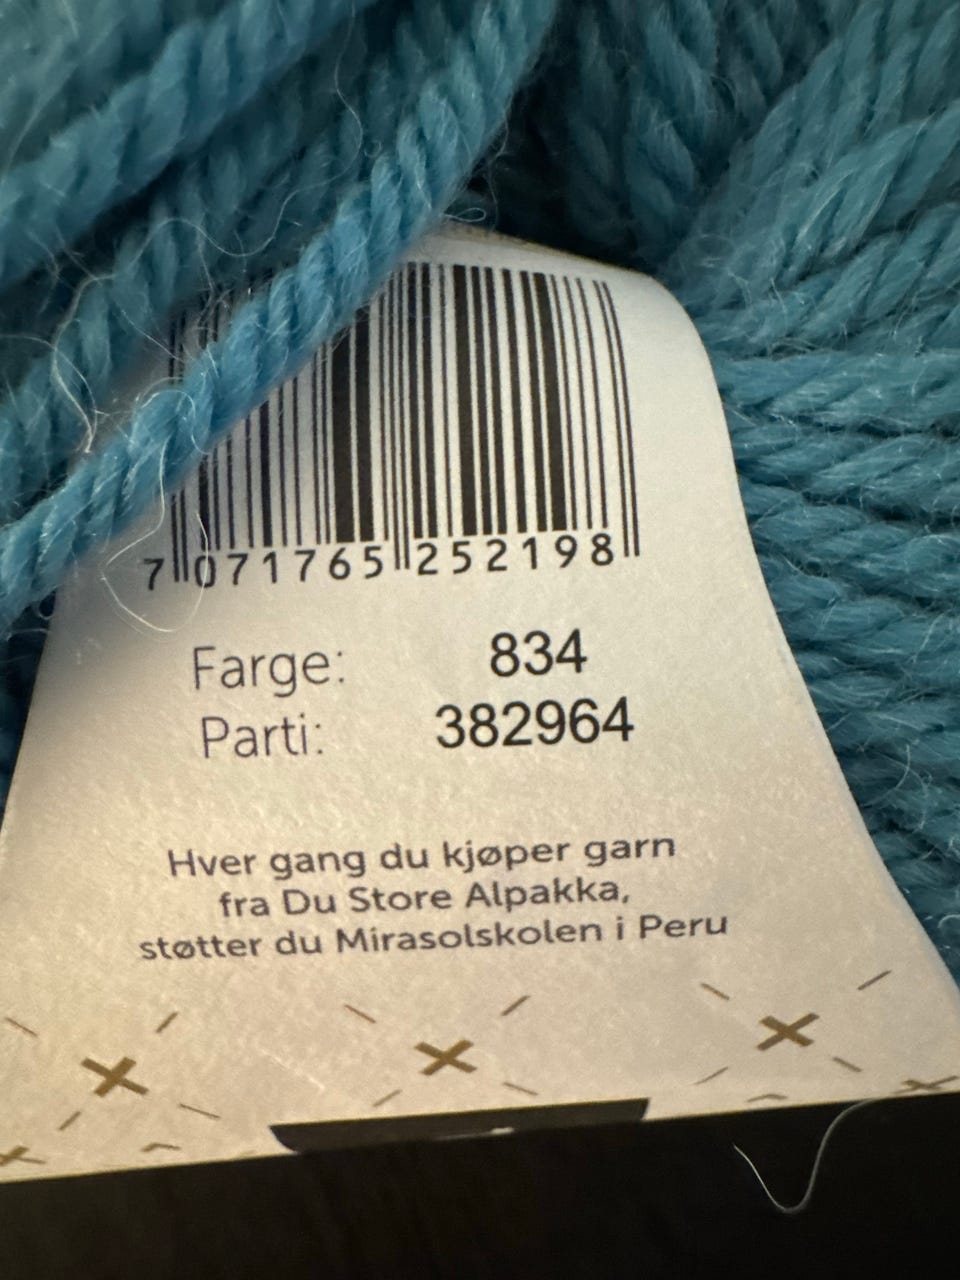 7 071765 252198
Farge: 834
Parti: 382964
Hver gang du kjøper garn
fra Du Store Alpakka,
støtter du Mirasolskolen i Peru